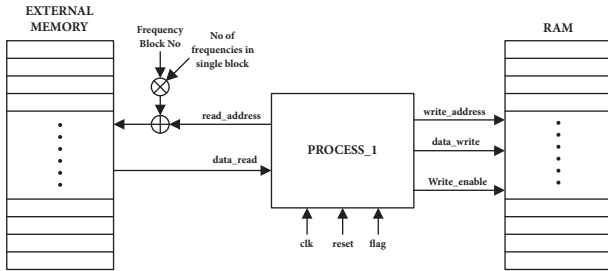 EXTERNAL
MEMORY
Frequency
Block No
No of
frequencies in
single block
RAM
read_address
data_read
PROCESS_1
write_address
data_write
Write_enable
clk
reset
flag